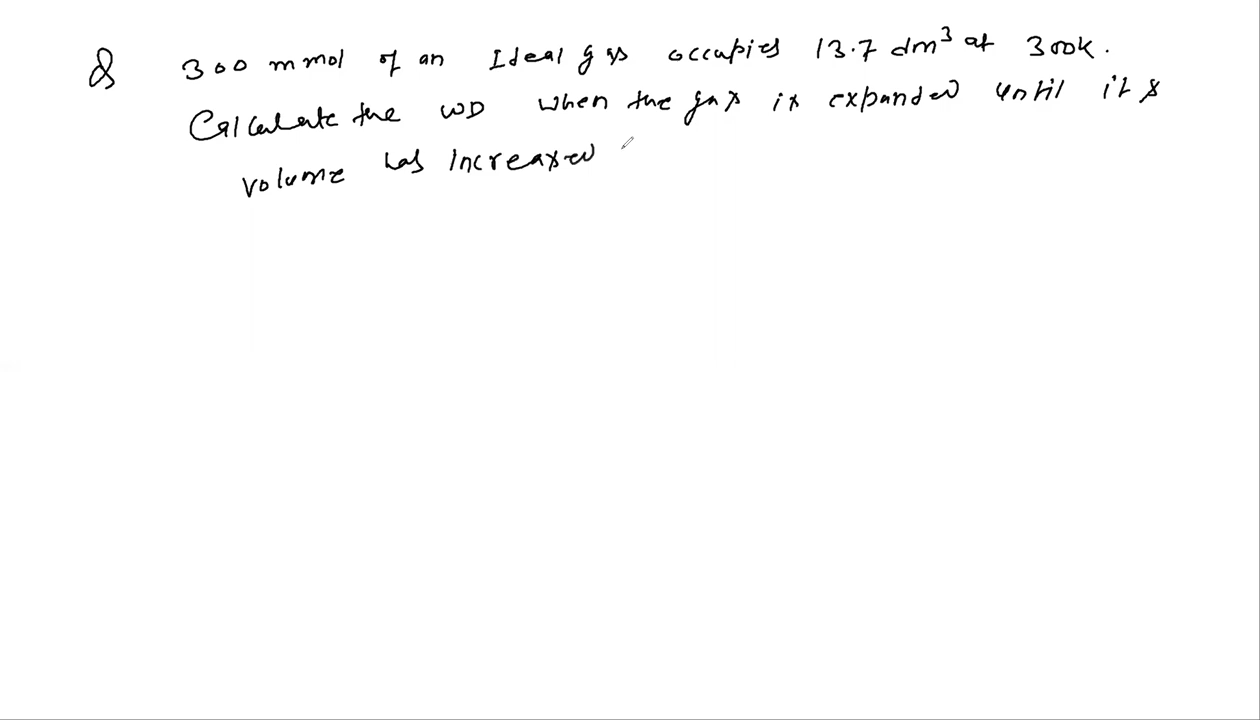 Q 300 mmol of an Ideal gas occupies 13.7 dm³ at 300K.
Calculate the WD when the gas is expanded until it's
volume has increased